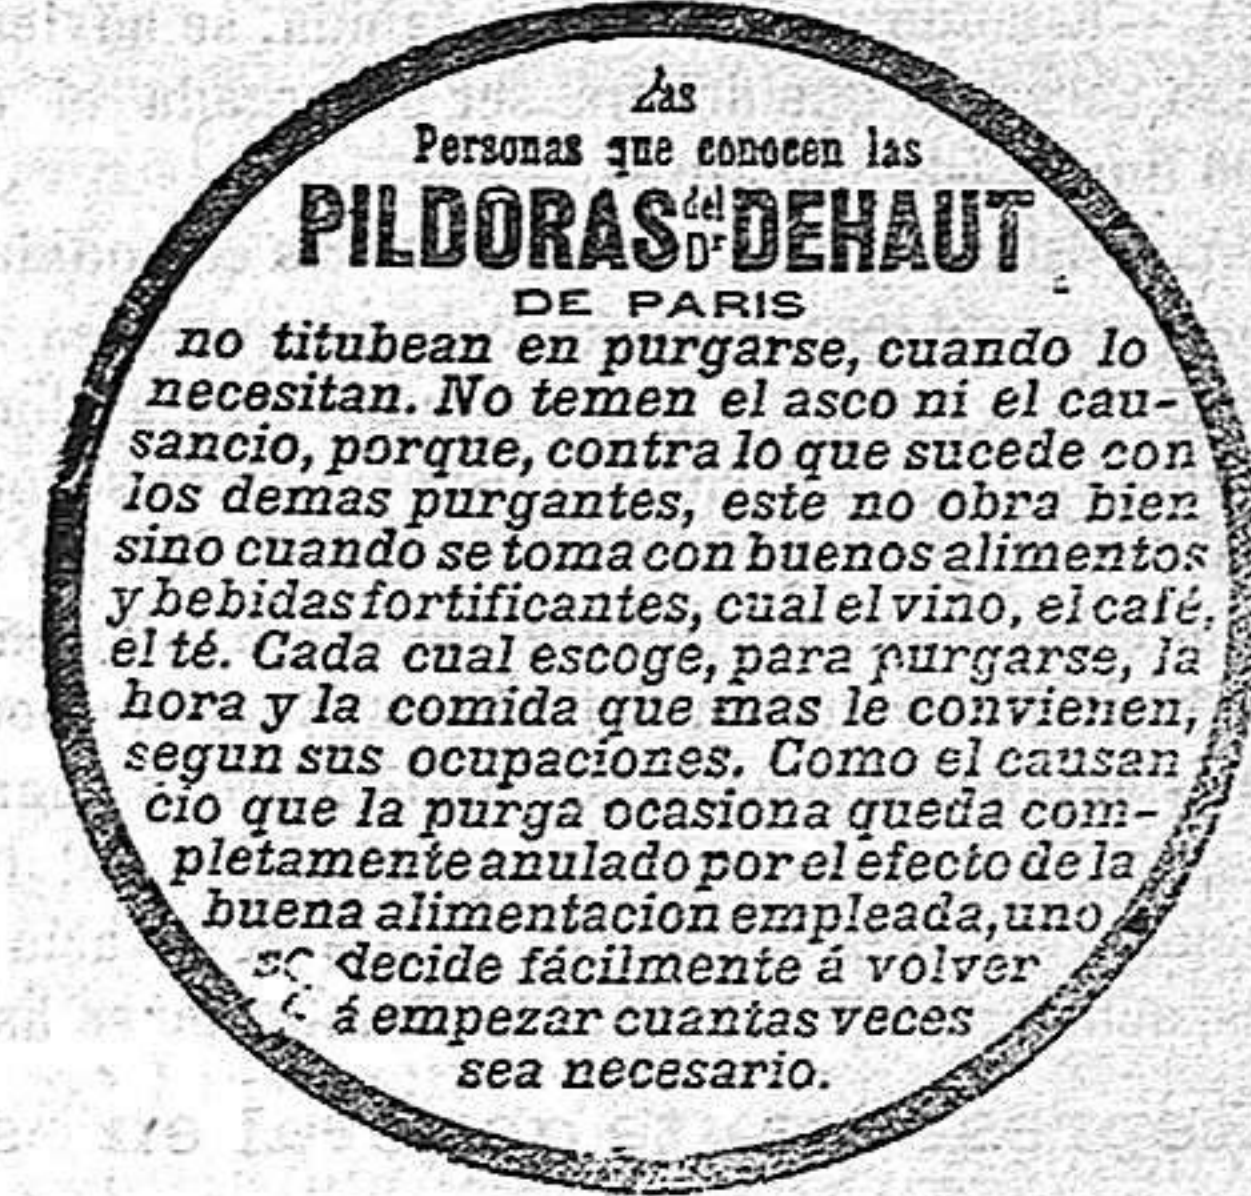 Las
Personas que conocen las
PILDORAS del Dr DEHAUT
DE PARIS
no titubean en purgarse, cuando lo
necesitan. No temen el asco ni el cau-
sancio, porque, contra lo que sucede con
los demas purgantes, este no obra bien
sino cuando se toma con buenos alimentos
y bebidas fortificantes, cual el vino, el café,
el té. Cada cual escoge, para purgarse, la
hora y la comida que mas le convienen,
segun sus ocupaciones. Como el causan
cio que la purga ocasiona queda com-
pletamente anulado por el efecto de la
buena alimentacion empleada, uno
se decide fácilmente á volver
á empezar cuantas veces
sea necesario.